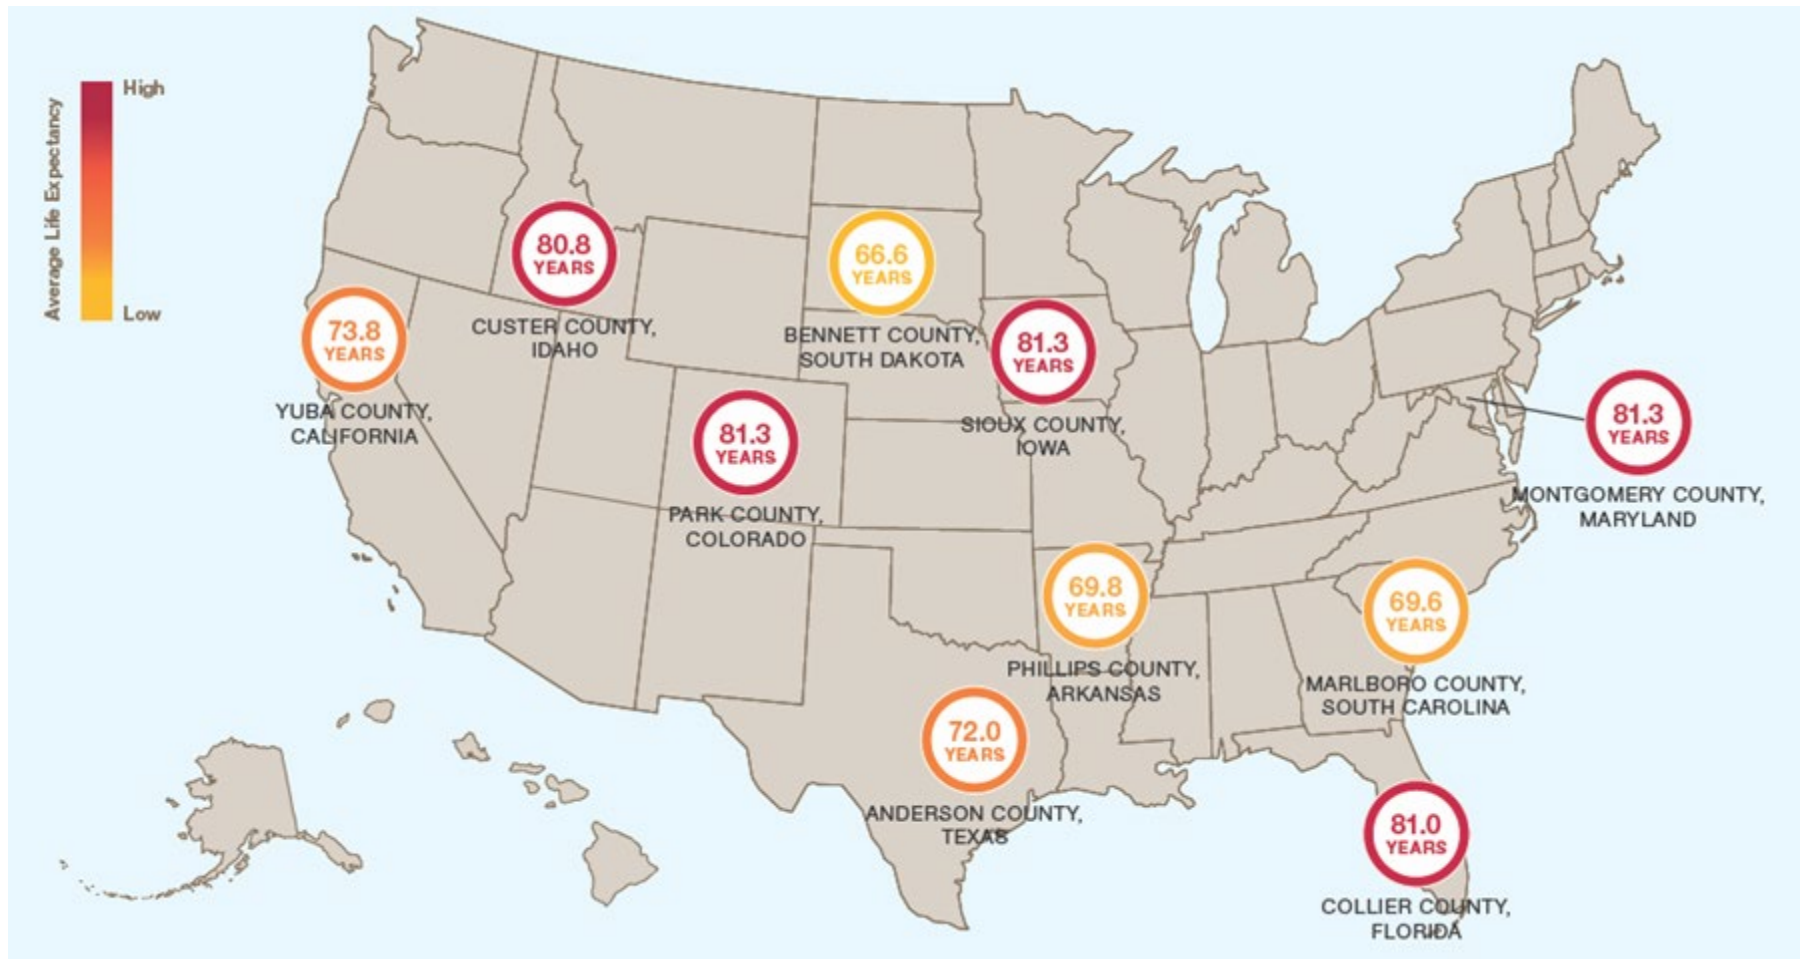 High
Average Life Expectancy
Low
80.8
YEARS
CUSTER COUNTY,
IDAHO
66.6
YEARS
BENNETT COUNTY,
SOUTH DAKOTA
73.8
YEARS
YUBA COUNTY,
CALIFORNIA
81.3
YEARS
SIOUX COUNTY,
IOWA
81.3
YEARS
PARK COUNTY,
COLORADO
81.3
YEARS
MONTGOMERY COUNTY,
MARYLAND
69.8
YEARS
PHILLIPS COUNTY,
ARKANSAS
69.6
YEARS
MARLBORO COUNTY,
SOUTH CAROLINA
72.0
YEARS
ANDERSON COUNTY,
TEXAS
81.0
YEARS
COLLIER COUNTY,
FLORIDA